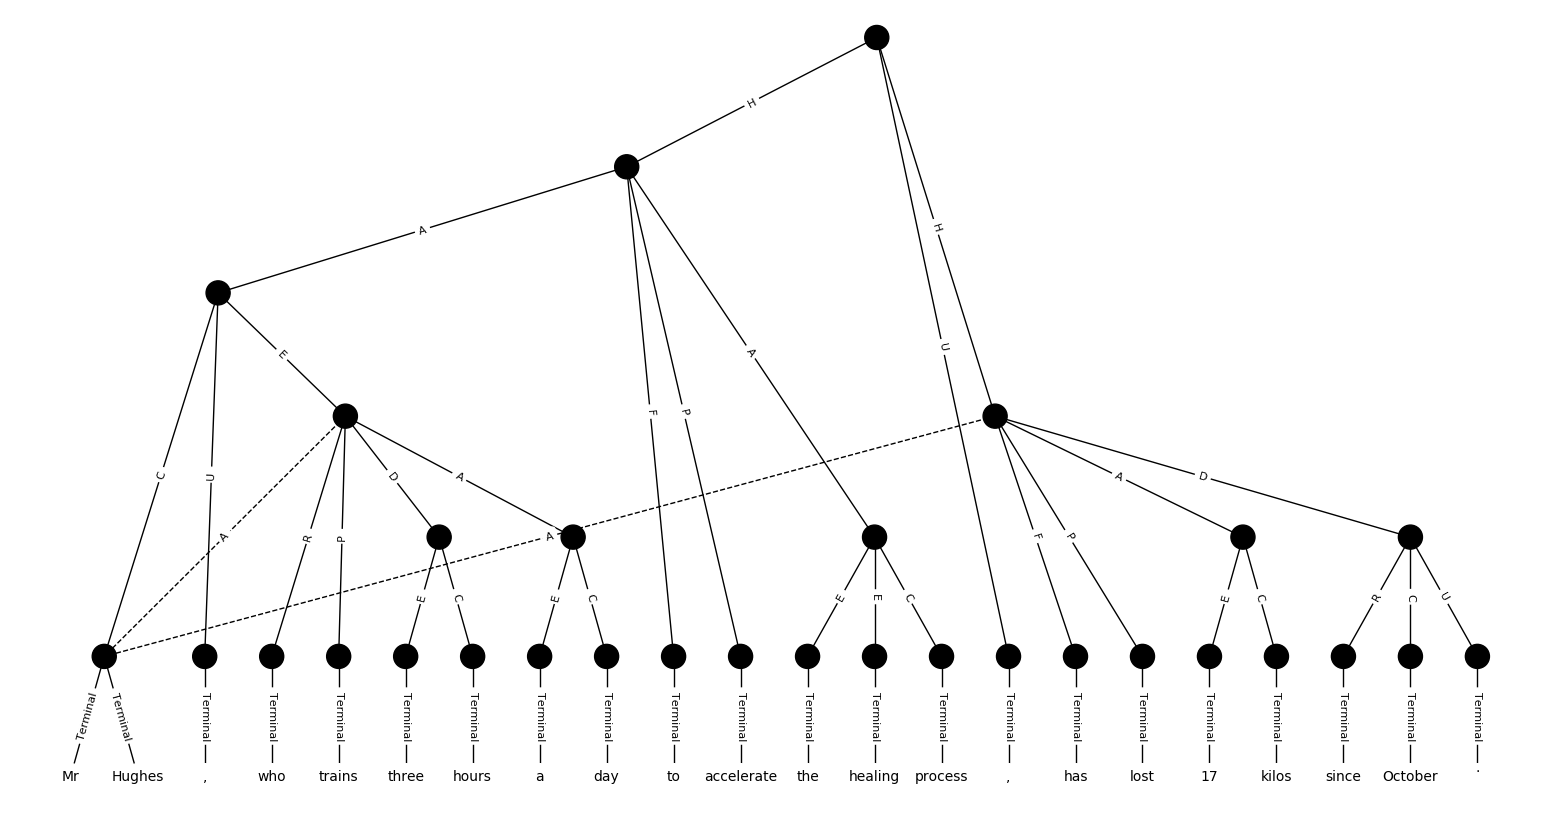 H
A
H
E
U
A
F
P
C
U
D
A
A
D
A
R
P
A
F
P
E
C
E
C
E
E
C
E
C
R
C
U
Terminal Terminal Terminal Terminal Terminal Terminal Terminal Terminal Terminal Terminal Terminal Terminal Terminal Terminal Terminal Terminal Terminal Terminal Terminal Terminal Terminal Terminal
Mr Hughes , who trains three hours a day to accelerate the healing process , has lost 17 kilos since October .